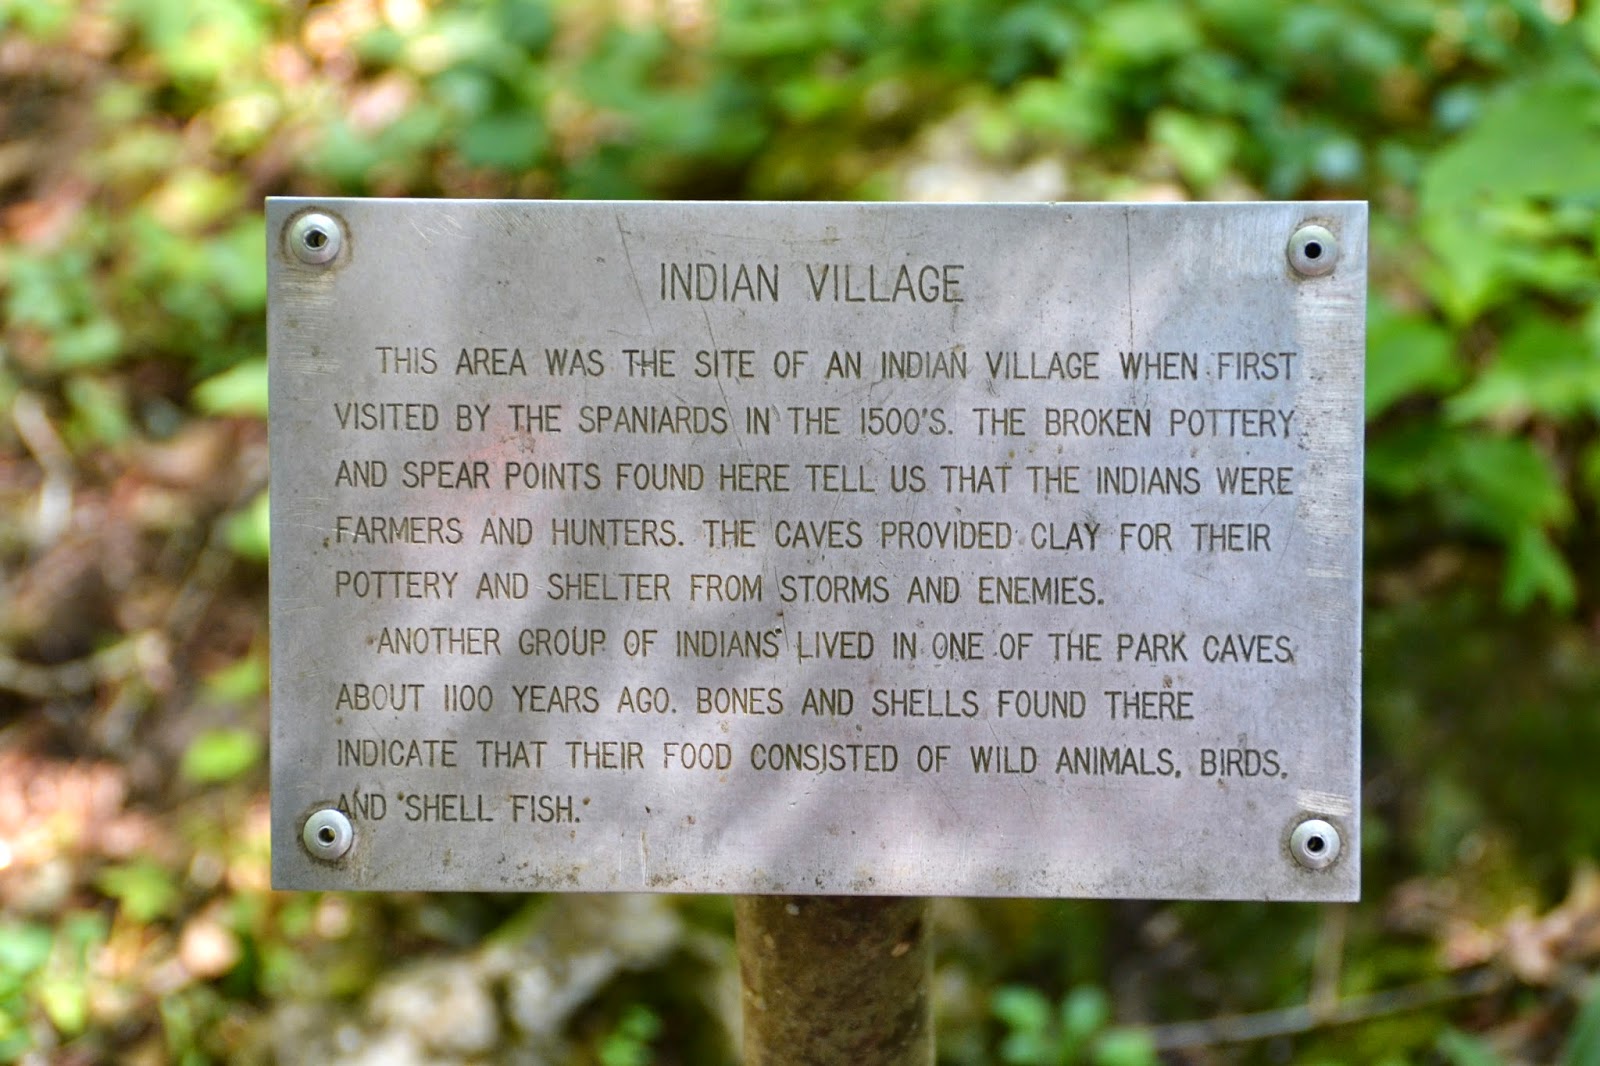 INDIAN VILLAGE
THIS AREA WAS THE SITE OF AN INDIAN VILLAGE WHEN FIRST
VISITED BY THE SPANIARDS IN THE 1500'S. THE BROKEN POTTERY
AND SPEAR POINTS FOUND HERE TELL US THAT THE INDIANS WERE
FARMERS AND HUNTERS. THE CAVES PROVIDED CLAY FOR THEIR
POTTERY AND SHELTER FROM STORMS AND ENEMIES.
ANOTHER GROUP OF INDIANS LIVED IN ONE OF THE PARK CAVES
ABOUT 1100 YEARS AGO. BONES AND SHELLS FOUND THERE
INDICATE THAT THEIR FOOD CONSISTED OF WILD ANIMALS, BIRDS,
AND SHELL FISH.